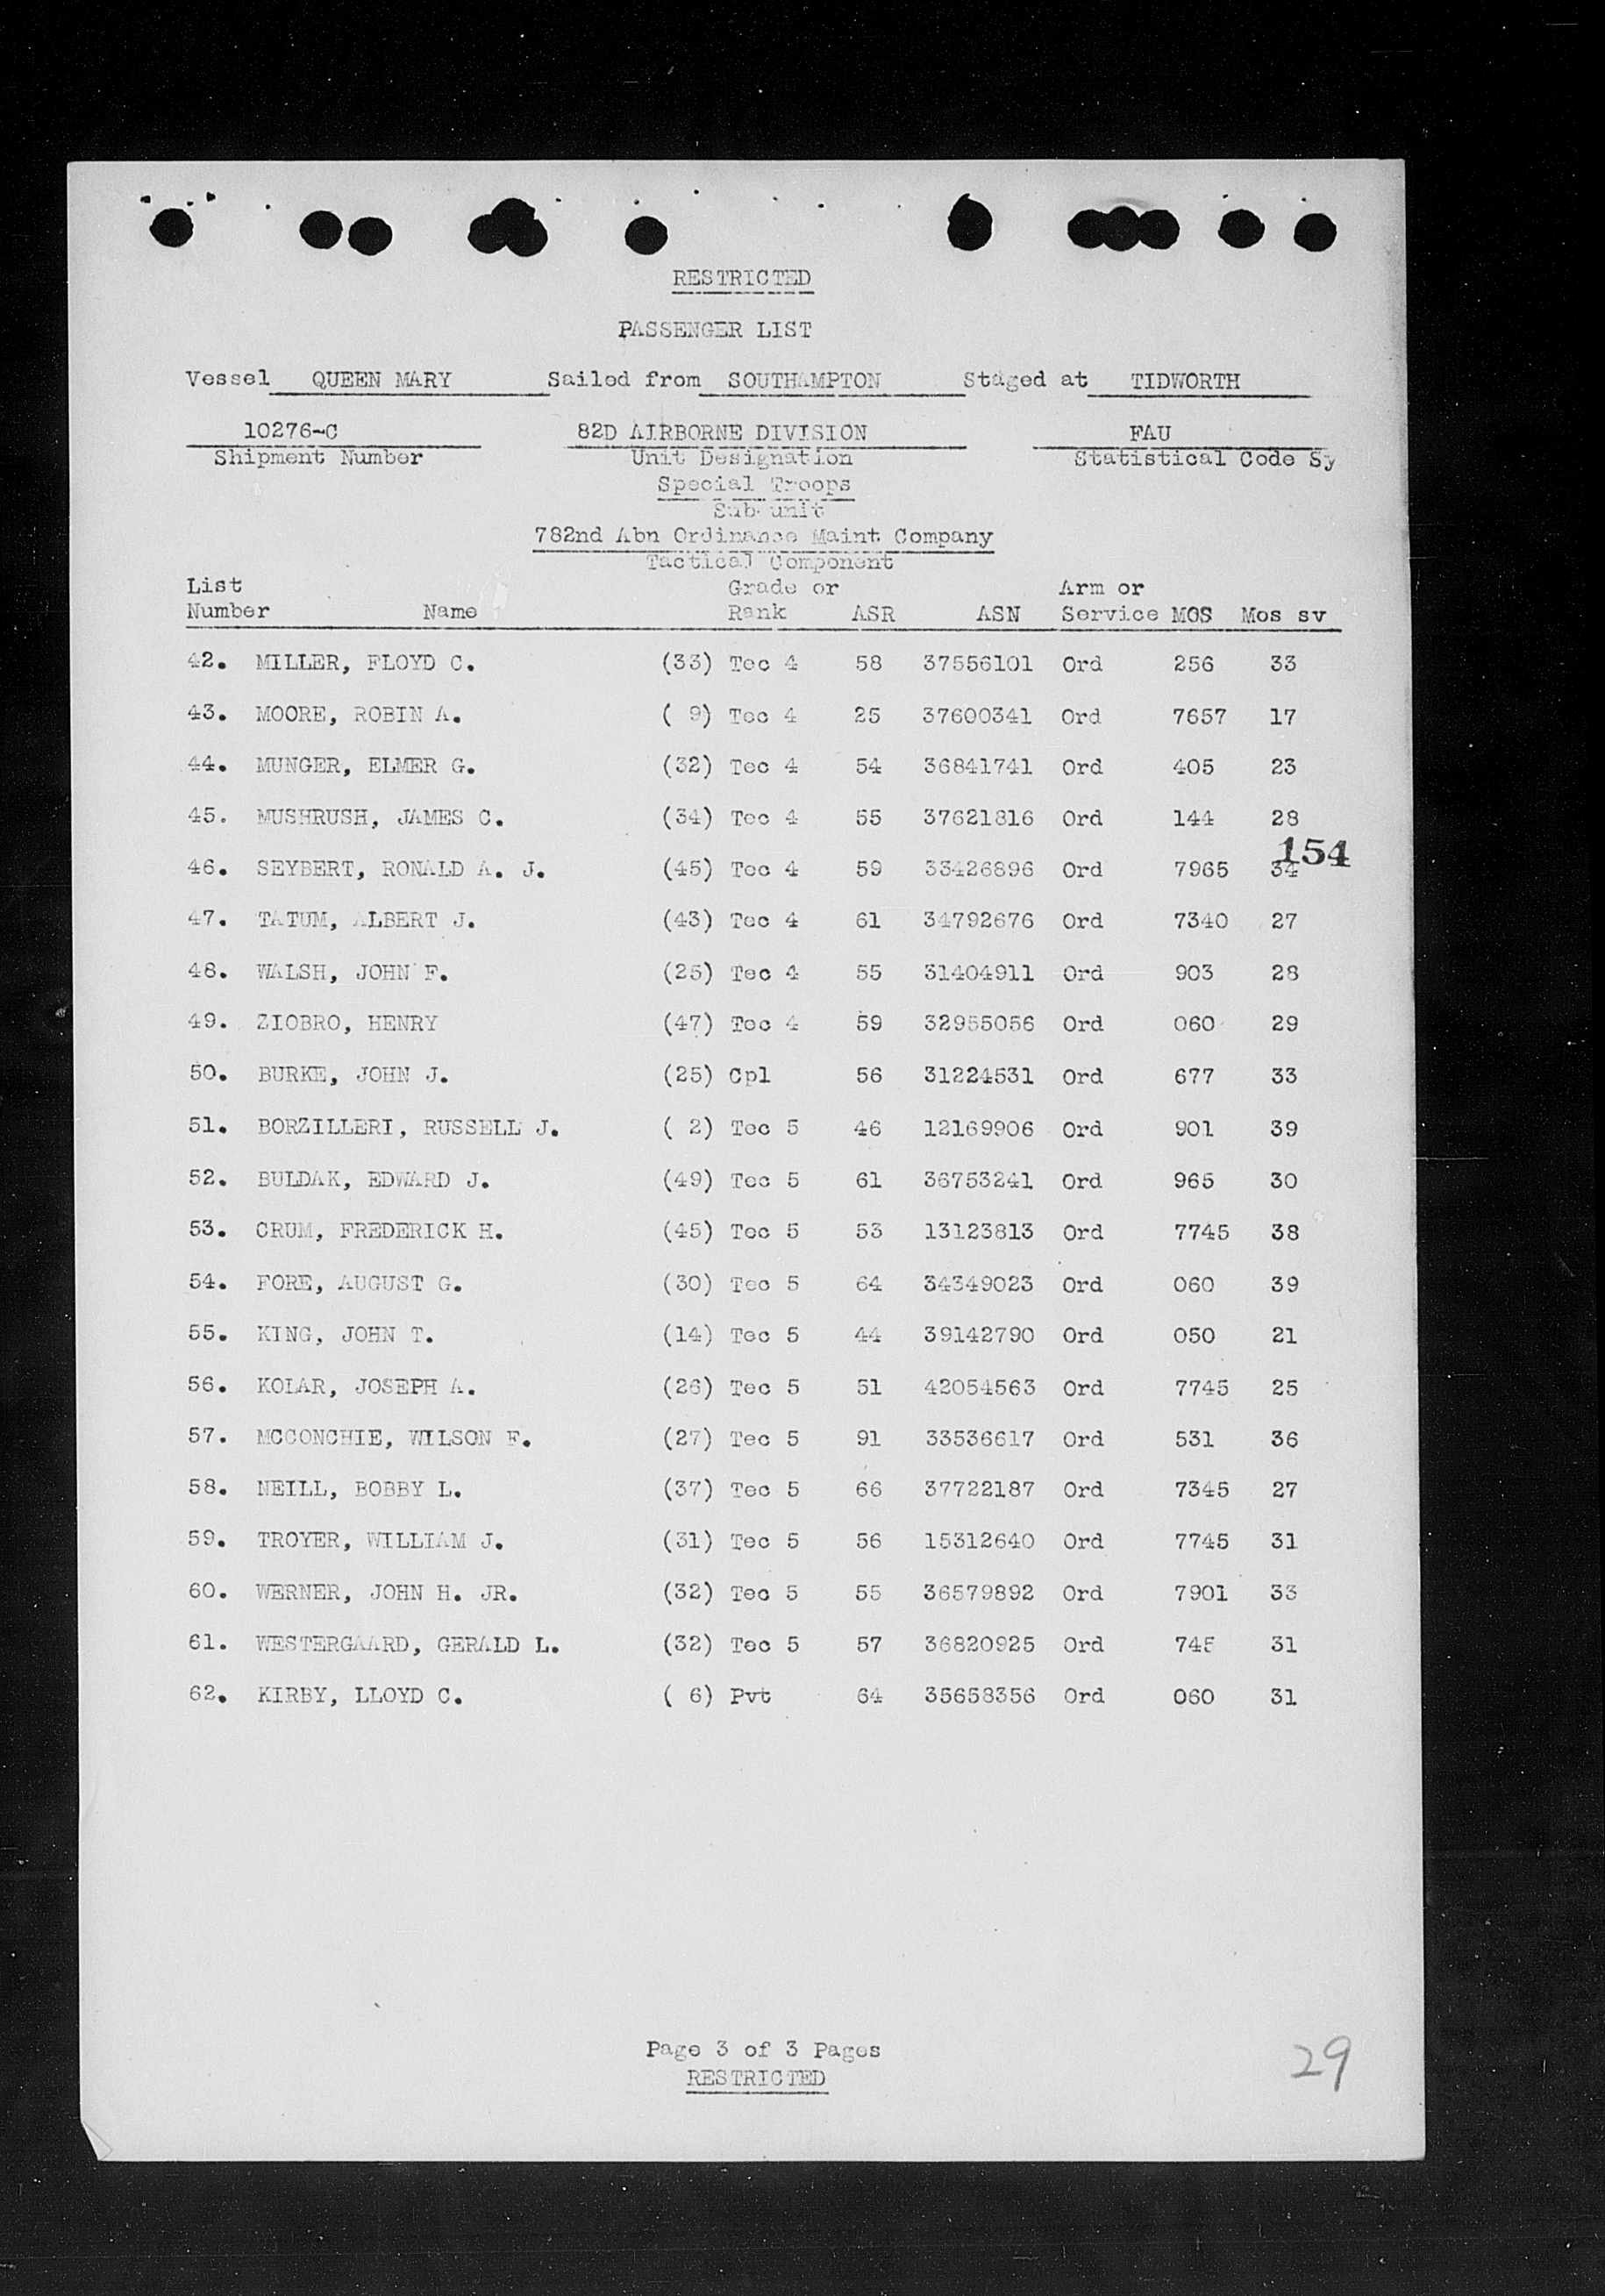 RESTRICTED
PASSENGER LIST
Vessel QUEEN MARY Sailed from SOUTHAMPTON Staged at TIDWORTH
10276-C 82D AIRBORNE DIVISION FAU
Shipment Number Unit Designation Statistical Code Sy
Special Troops
Sub unit
782nd Abn Ordinance Maint Company
Tactical Component
List Grade or Arm or
Number Name Rank ASR ASN Service MOS Mos sv
42. MILLER, FLOYD C. (33) Tec 4 58 37556101 Ord 256 33
43. MOORE, ROBIN A. ( 9) Tec 4 25 37600341 Ord 7657 17
44. MUNGER, ELMER G. (32) Tec 4 54 36841741 Ord 405 23
45. MUSHRUSH, JAMES C. (34) Tec 4 55 37621816 Ord 144 28
154
46. SEYBERT, RONALD A. J. (45) Tec 4 59 33426896 Ord 7965 34
47. TATUM, ALBERT J. (43) Tec 4 61 34792676 Ord 7340 27
48. WALSH, JOHN F. (25) Tec 4 55 31404911 Ord 903 28
49. ZIOBRO, HENRY (47) Tec 4 59 32955056 Ord 060 29
50. BURKE, JOHN J. (25) Cpl 56 31224531 Ord 677 33
51. BORZILLERI, RUSSELL J. ( 2) Tec 5 46 12169906 Ord 901 39
52. BULDAK, EDWARD J. (49) Tec 5 61 36753241 Ord 965 30
53. CRUM, FREDERICK H. (45) Tec 5 53 13123813 Ord 7745 38
54. FORE, AUGUST G. (30) Tec 5 64 34349023 Ord 060 39
55. KING, JOHN T. (14) Tec 5 44 39142790 Ord 050 21
56. KOLAR, JOSEPH A. (26) Tec 5 51 42054563 Ord 7745 25
57. MCCONCHIE, WILSON F. (27) Tec 5 91 33536617 Ord 531 36
58. NEILL, BOBBY L. (37) Tec 5 66 37722187 Ord 7345 27
59. TROYER, WILLIAM J. (31) Tec 5 56 15312640 Ord 7745 31
60. WERNER, JOHN H. JR. (32) Tec 5 55 36579892 Ord 7901 33
61. WESTERGAARD, GERALD L. (32) Tec 5 57 36820925 Ord 745 31
62. KIRBY, LLOYD C. ( 6) Pvt 64 35658356 Ord 060 31
Page 3 of 3 Pages
RESTRICTED
29